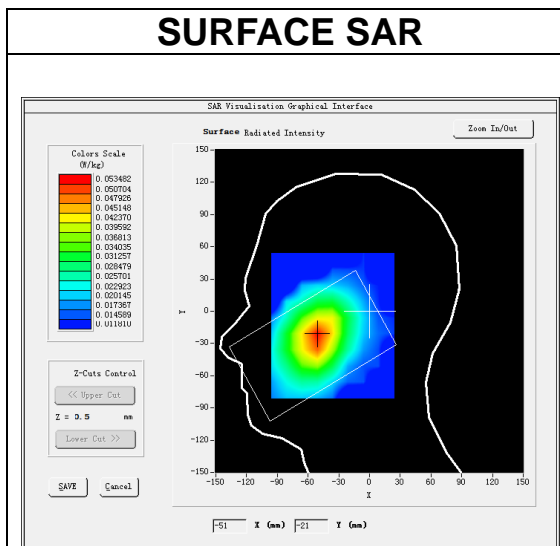 SURFACE SAR
SAR Visualisation Graphical Interface
Surface Radiated Intensity
Zoom In/Out
Colors Scale
(W/kg)
0.053482
0.050704
0.047926
0.045148
0.042370
0.039592
0.036813
0.034035
0.031257
0.028479
0.025701
0.022923
0.020145
0.017367
0.014589
0.011810
Z-Cuts Control
<< Upper Cut
Z = 0.5 mm
Lower Cut >>
SAVE Cancel
150
120
90
60
30
Y 0
-30
-60
-90
-120
-150
-150 -120 -90 -60 -30 0 30 60 90 120 150
X
-51 X (mm) -21 Y (mm)